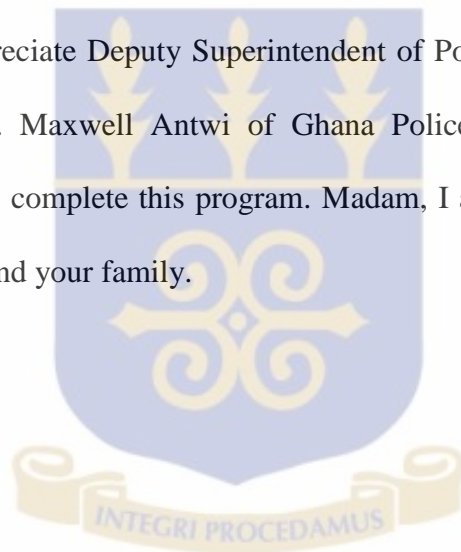 reciate Deputy Superintendent of Po
. Maxwell Antwi of Ghana Police
complete this program. Madam, I a
nd your family.
INTEGRI PROCEDAMUS